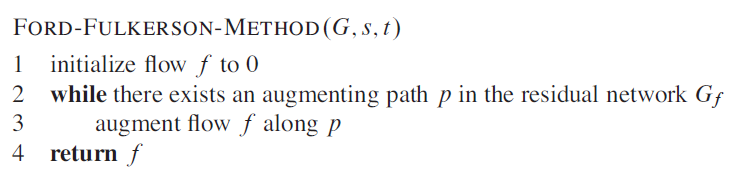 FORD-FULKERSON-METHOD(G, s, t)
1 initialize flow f to 0
2 while there exists an augmenting path p in the residual network Gf
3 augment flow f along p
4 return f